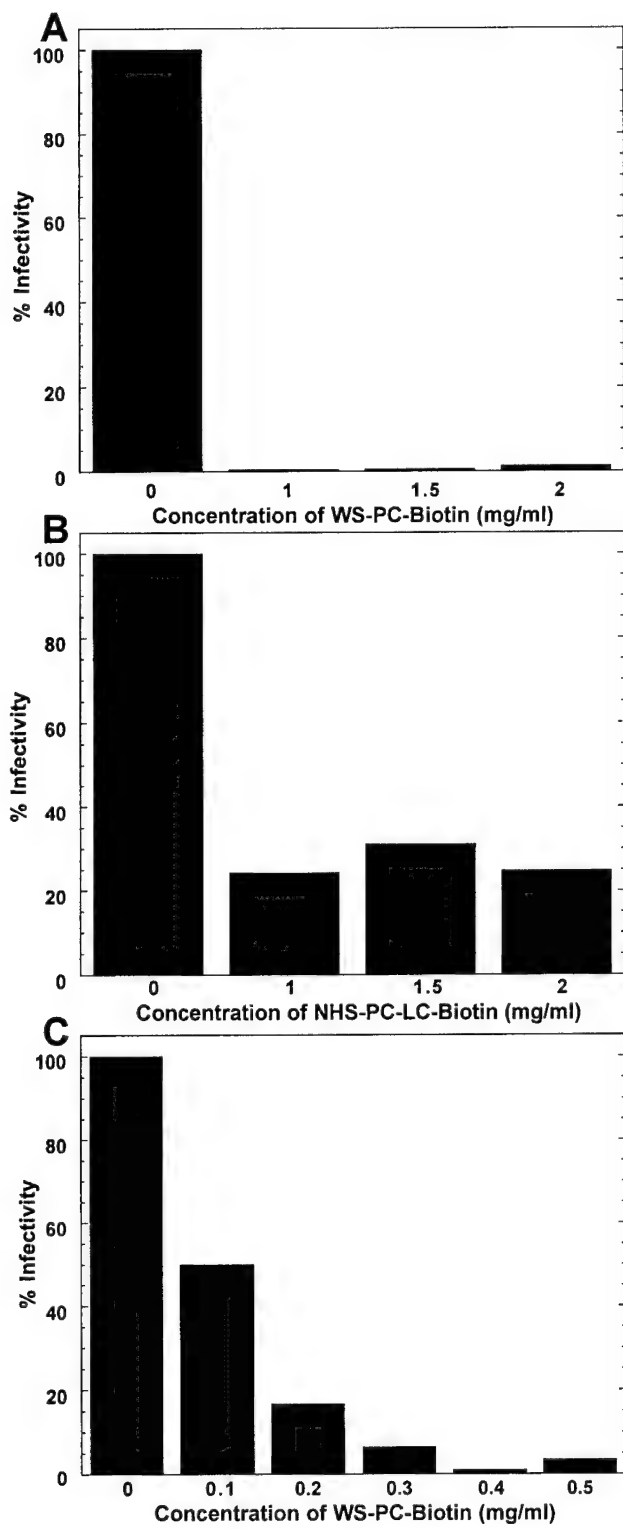 A
100
80
60
40
20
0
% Infectivity
0 1 1.5 2
Concentration of WS-PC-Biotin (mg/ml)
B
100
80
60
40
20
0
% Infectivity
0 1 1.5 2
Concentration of NHS-PC-LC-Biotin (mg/ml)
C
100
80
60
40
20
0
% Infectivity
0 0.1 0.2 0.3 0.4 0.5
Concentration of WS-PC-Biotin (mg/ml)